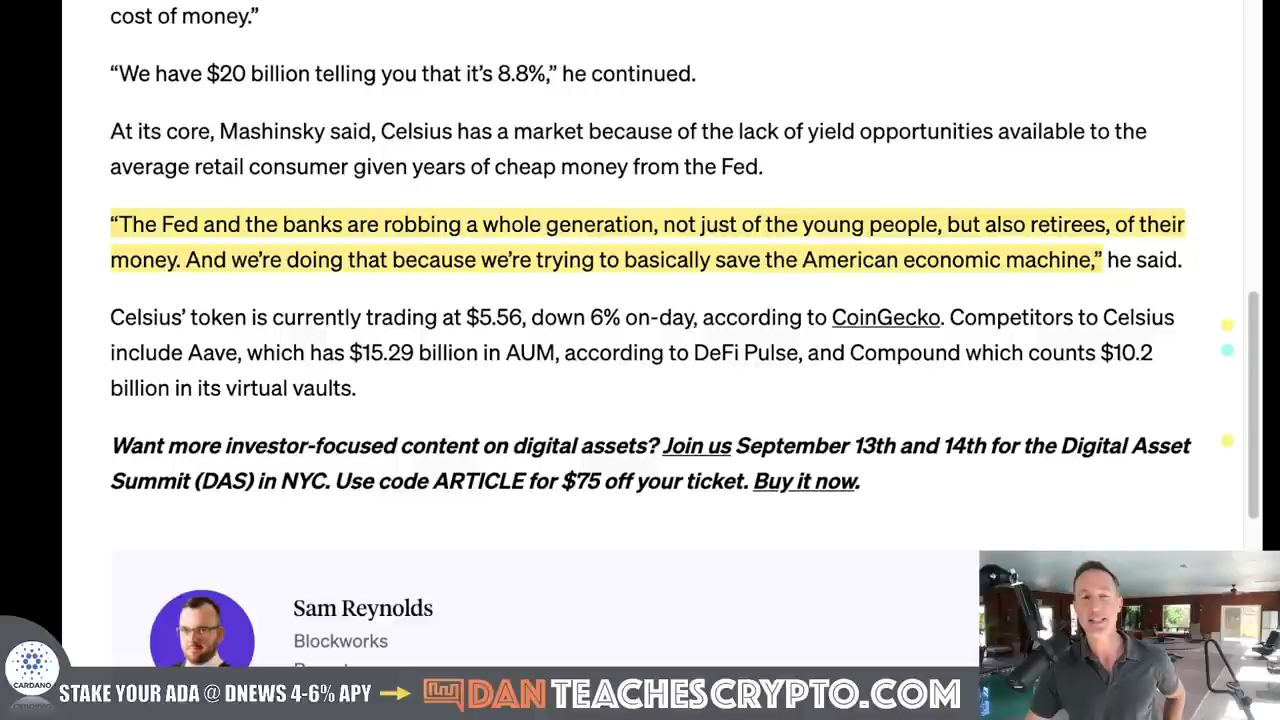 cost of money.”
“We have $20 billion telling you that it’s 8.8%,” he continued.
At its core, Mashinsky said, Celsius has a market because of the lack of yield opportunities available to the
average retail consumer given years of cheap money from the Fed.
“The Fed and the banks are robbing a whole generation, not just of the young people, but also retirees, of their
money. And we’re doing that because we’re trying to basically save the American economic machine,” he said.
Celsius’ token is currently trading at $5.56, down 6% on-day, according to CoinGecko. Competitors to Celsius
include Aave, which has $15.29 billion in AUM, according to DeFi Pulse, and Compound which counts $10.2
billion in its virtual vaults.
Want more investor-focused content on digital assets? Join us September 13th and 14th for the Digital Asset
Summit (DAS) in NYC. Use code ARTICLE for $75 off your ticket. Buy it now.
Sam Reynolds
Blockworks
CARDANO
STAKE YOUR ADA @ DNEWS 4-6% APY
DANTEACHESCRYPTO.COM